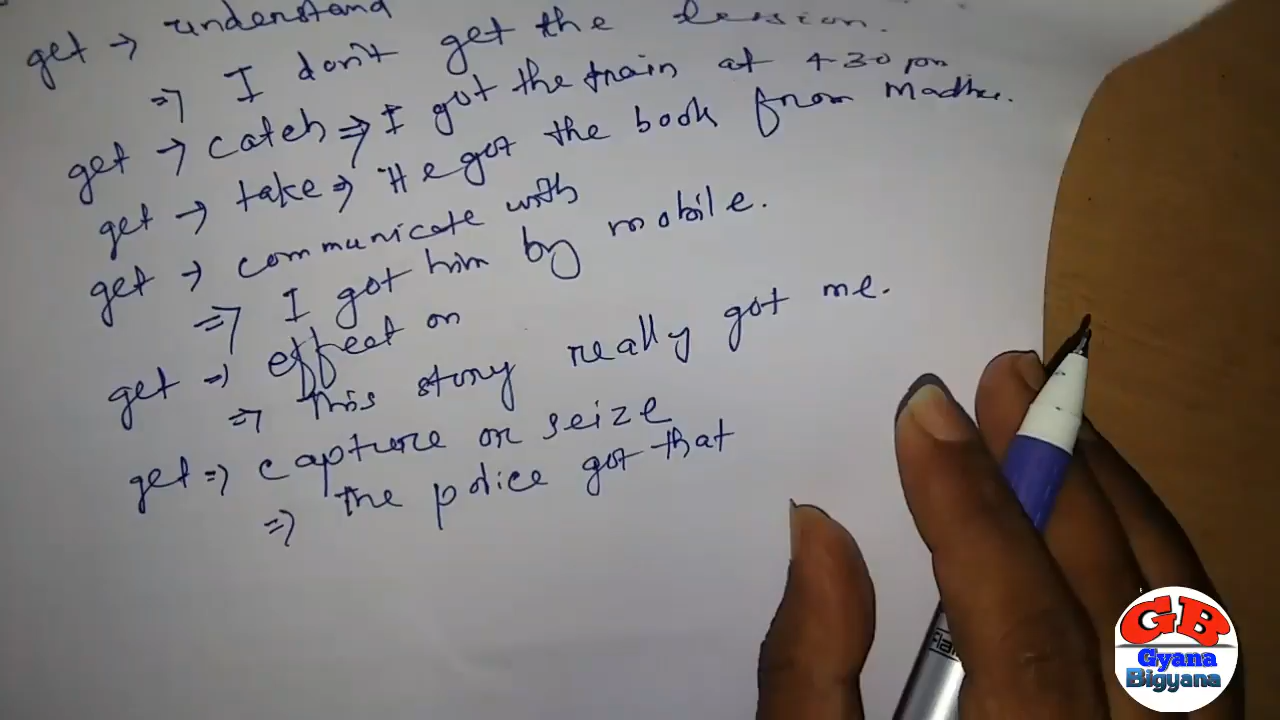 get → understand
⇒ I don't get the lession.
get → catch ⇒ I got the train at 4-30 pm
get → take ⇒ He got the book from Madhu.
get → communicate with
⇒ I got him by mobile.
get ⇒ effect on
⇒ This story really got me.
get ⇒ capture or seize
⇒ The police got that
GB
Gyana
Bigyana